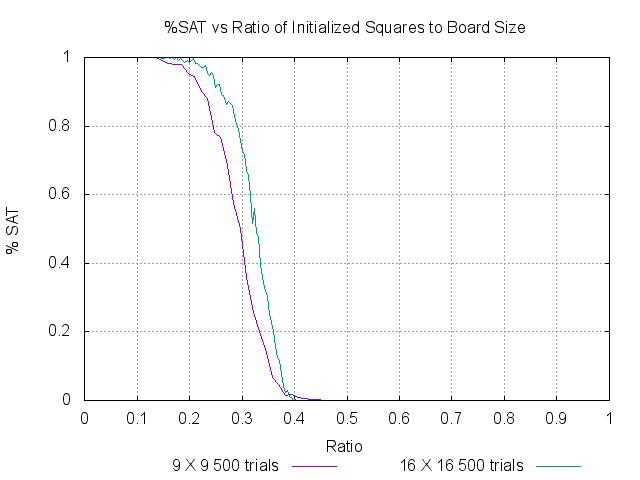 %SAT vs Ratio of Initialized Squares to Board Size
1
0.8
0.6
0.4
0.2
0
% SAT
0 0.1 0.2 0.3 0.4 0.5 0.6 0.7 0.8 0.9 1
Ratio
9 X 9 500 trials 16 X 16 500 trials